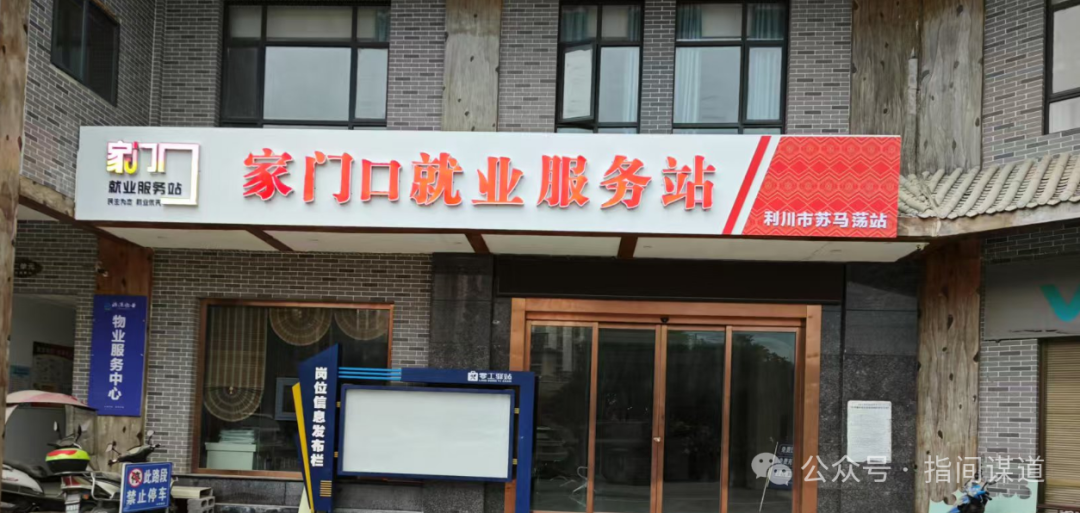 家门口
就业服务站
家门口就业服务站
利川市苏马荡站
物业服务中心
岗位信息发布栏
零工驿站
此路段
禁止停车
公众号·指间谋道